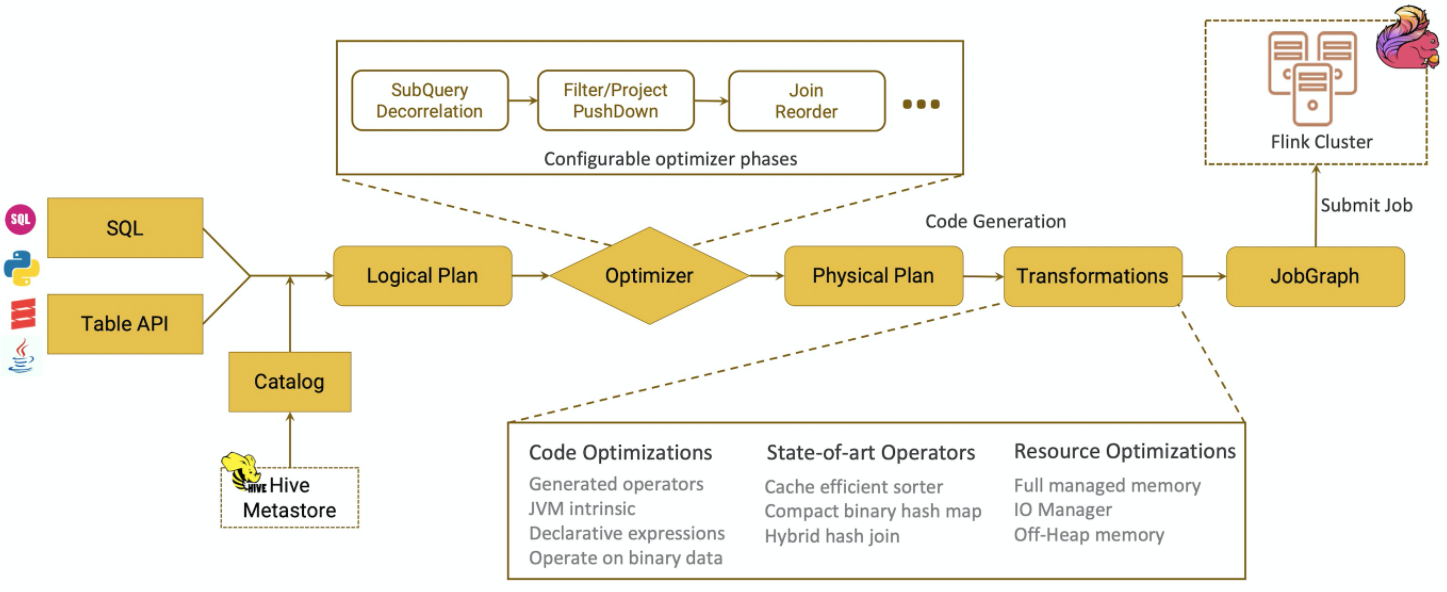 SubQuery
Decorrelation
Filter/Project
PushDown
Join
Reorder
Configurable optimizer phases
Flink Cluster
Submit Job
SQL
SQL
Table API
Logical Plan
Optimizer
Physical Plan
Code Generation
Transformations
JobGraph
Catalog
HIVE
Hive
Metastore
Code Optimizations
Generated operators
JVM intrinsic
Declarative expressions
Operate on binary data
State-of-art Operators
Cache efficient sorter
Compact binary hash map
Hybrid hash join
Resource Optimizations
Full managed memory
IO Manager
Off-Heap memory